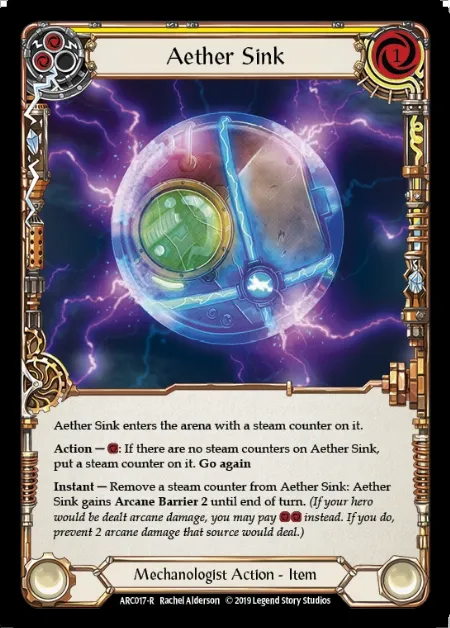 Aether Sink
1
Aether Sink enters the arena with a steam counter on it.
Action — : If there are no steam counters on Aether Sink,
put a steam counter on it. Go again
Instant — Remove a steam counter from Aether Sink: Aether
Sink gains Arcane Barrier 2 until end of turn. (If your hero
would be dealt arcane damage, you may pay instead. If you do,
prevent 2 arcane damage that source would deal.)
Mechanologist Action - Item
ARC017-R Rachel Alderson © 2019 Legend Story Studios